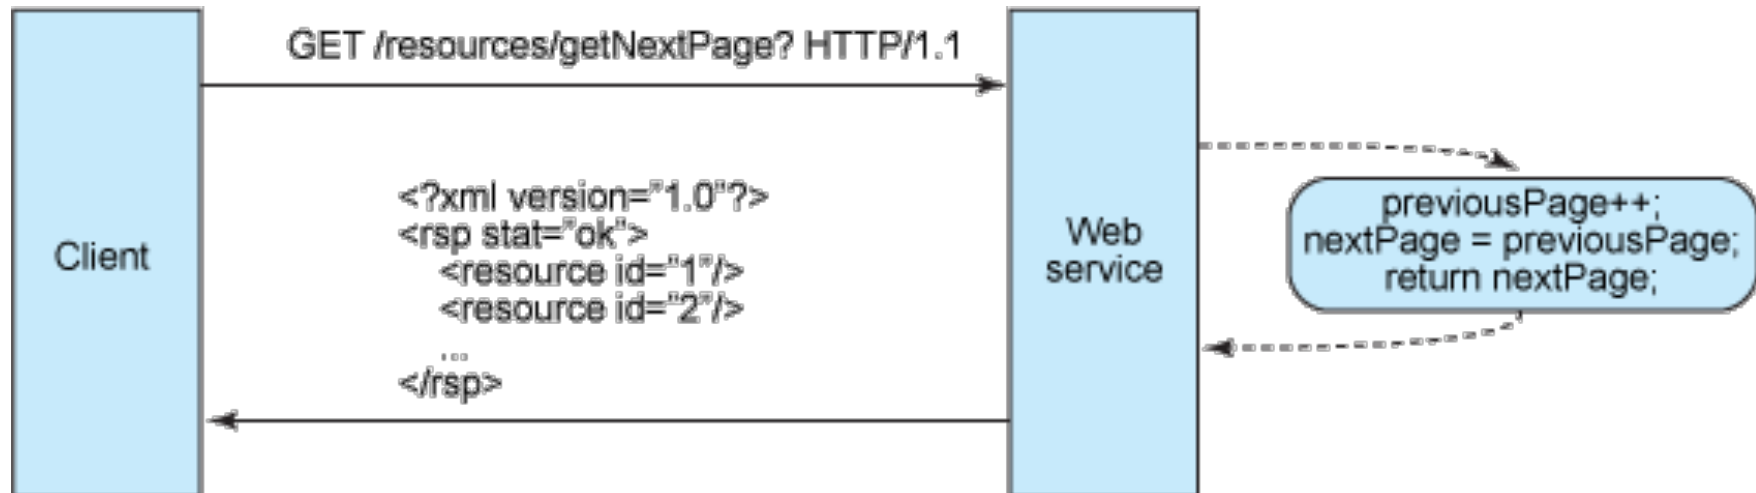 GET /resources/getNextPage? HTTP/1.1
<?xml version="1.0"?>
<rsp stat="ok">
<resource id="1"/>
<resource id="2"/>
...
</rsp>
Client
Web
service
previousPage++;
nextPage = previousPage;
return nextPage;